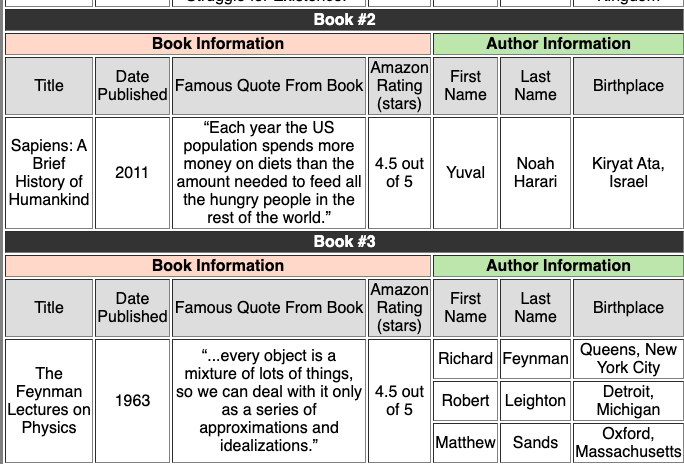 Struggle for Existence."
Kingdom
Book #2
Book Information
Author Information
Title
Date
Published
Famous Quote From Book
Amazon
Rating
(stars)
First
Name
Last
Name
Birthplace
Sapiens: A
Brief
History of
Humankind
2011
“Each year the US
population spends more
money on diets than the
amount needed to feed all
the hungry people in the
rest of the world.”
4.5 out
of 5
Yuval
Noah
Harari
Kiryat Ata,
Israel
Book #3
Book Information
Author Information
Title
Date
Published
Famous Quote From Book
Amazon
Rating
(stars)
First
Name
Last
Name
Birthplace
The
Feynman
Lectures on
Physics
1963
“...every object is a
mixture of lots of things,
so we can deal with it only
as a series of
approximations and
idealizations.”
4.5 out
of 5
Richard
Feynman
Queens, New
York City
Robert
Leighton
Detroit,
Michigan
Matthew
Sands
Oxford,
Massachusetts